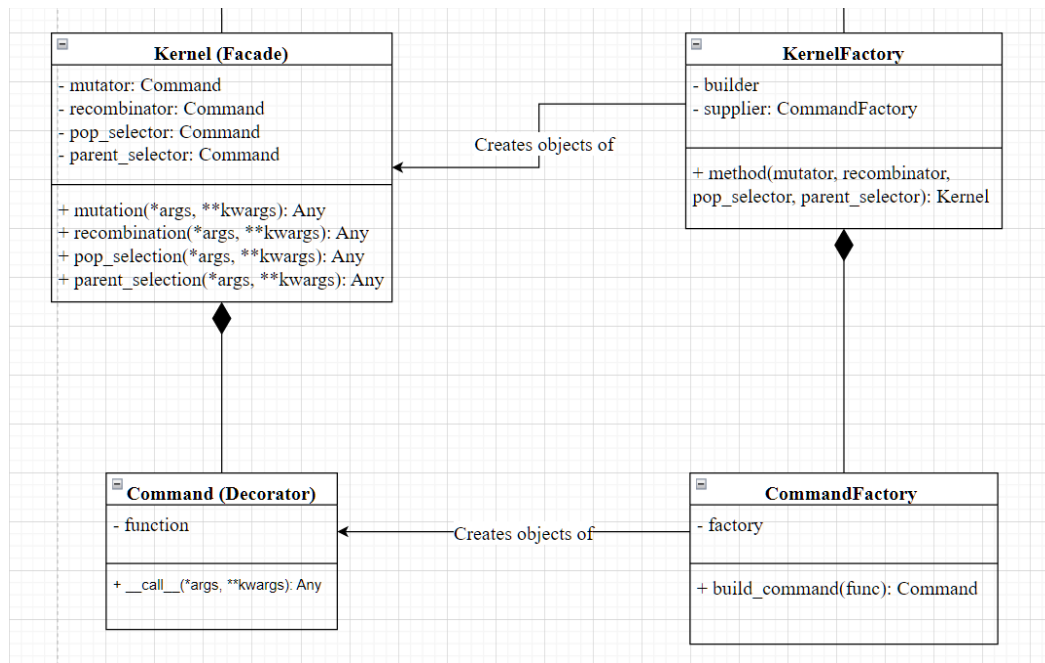 Kernel (Facade)
- mutator: Command
- recombinator: Command
- pop_selector: Command
- parent_selector: Command
+ mutation(*args, **kwargs): Any
+ recombination(*args, **kwargs): Any
+ pop_selection(*args, **kwargs): Any
+ parent_selection(*args, **kwargs): Any
Creates objects of
KernelFactory
- builder
- supplier: CommandFactory
+ method(mutator, recombinator,
pop_selector, parent_selector): Kernel
Command (Decorator)
- function
+ __call__(*args, **kwargs): Any
Creates objects of
CommandFactory
- factory
+ build_command(func): Command